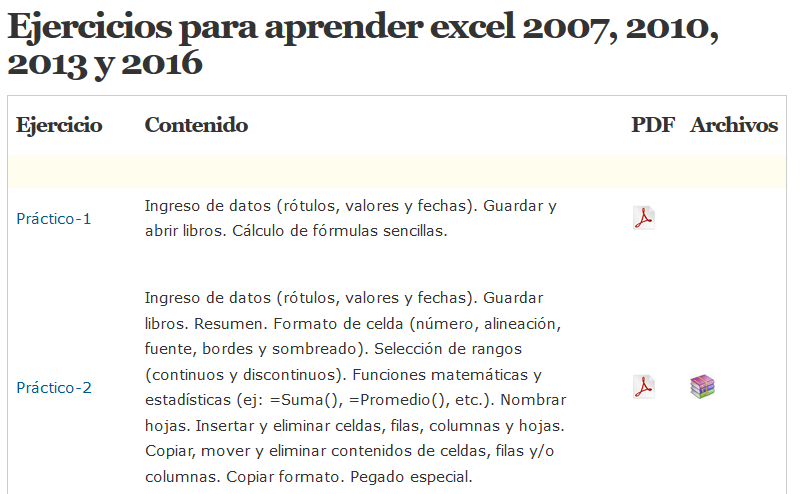 Ejercicios para aprender excel 2007, 2010,
2013 y 2016
Ejercicio Contenido PDF Archivos
Práctico-1
Ingreso de datos (rótulos, valores y fechas). Guardar y
abrir libros. Cálculo de fórmulas sencillas.
Práctico-2
Ingreso de datos (rótulos, valores y fechas). Guardar
libros. Resumen. Formato de celda (número, alineación,
fuente, bordes y sombreado). Selección de rangos
(continuos y discontinuos). Funciones matemáticas y
estadísticas (ej: =Suma(), =Promedio(), etc.). Nombrar
hojas. Insertar y eliminar celdas, filas, columnas y hojas.
Copiar, mover y eliminar contenidos de celdas, filas y/o
columnas. Copiar formato. Pegado especial.